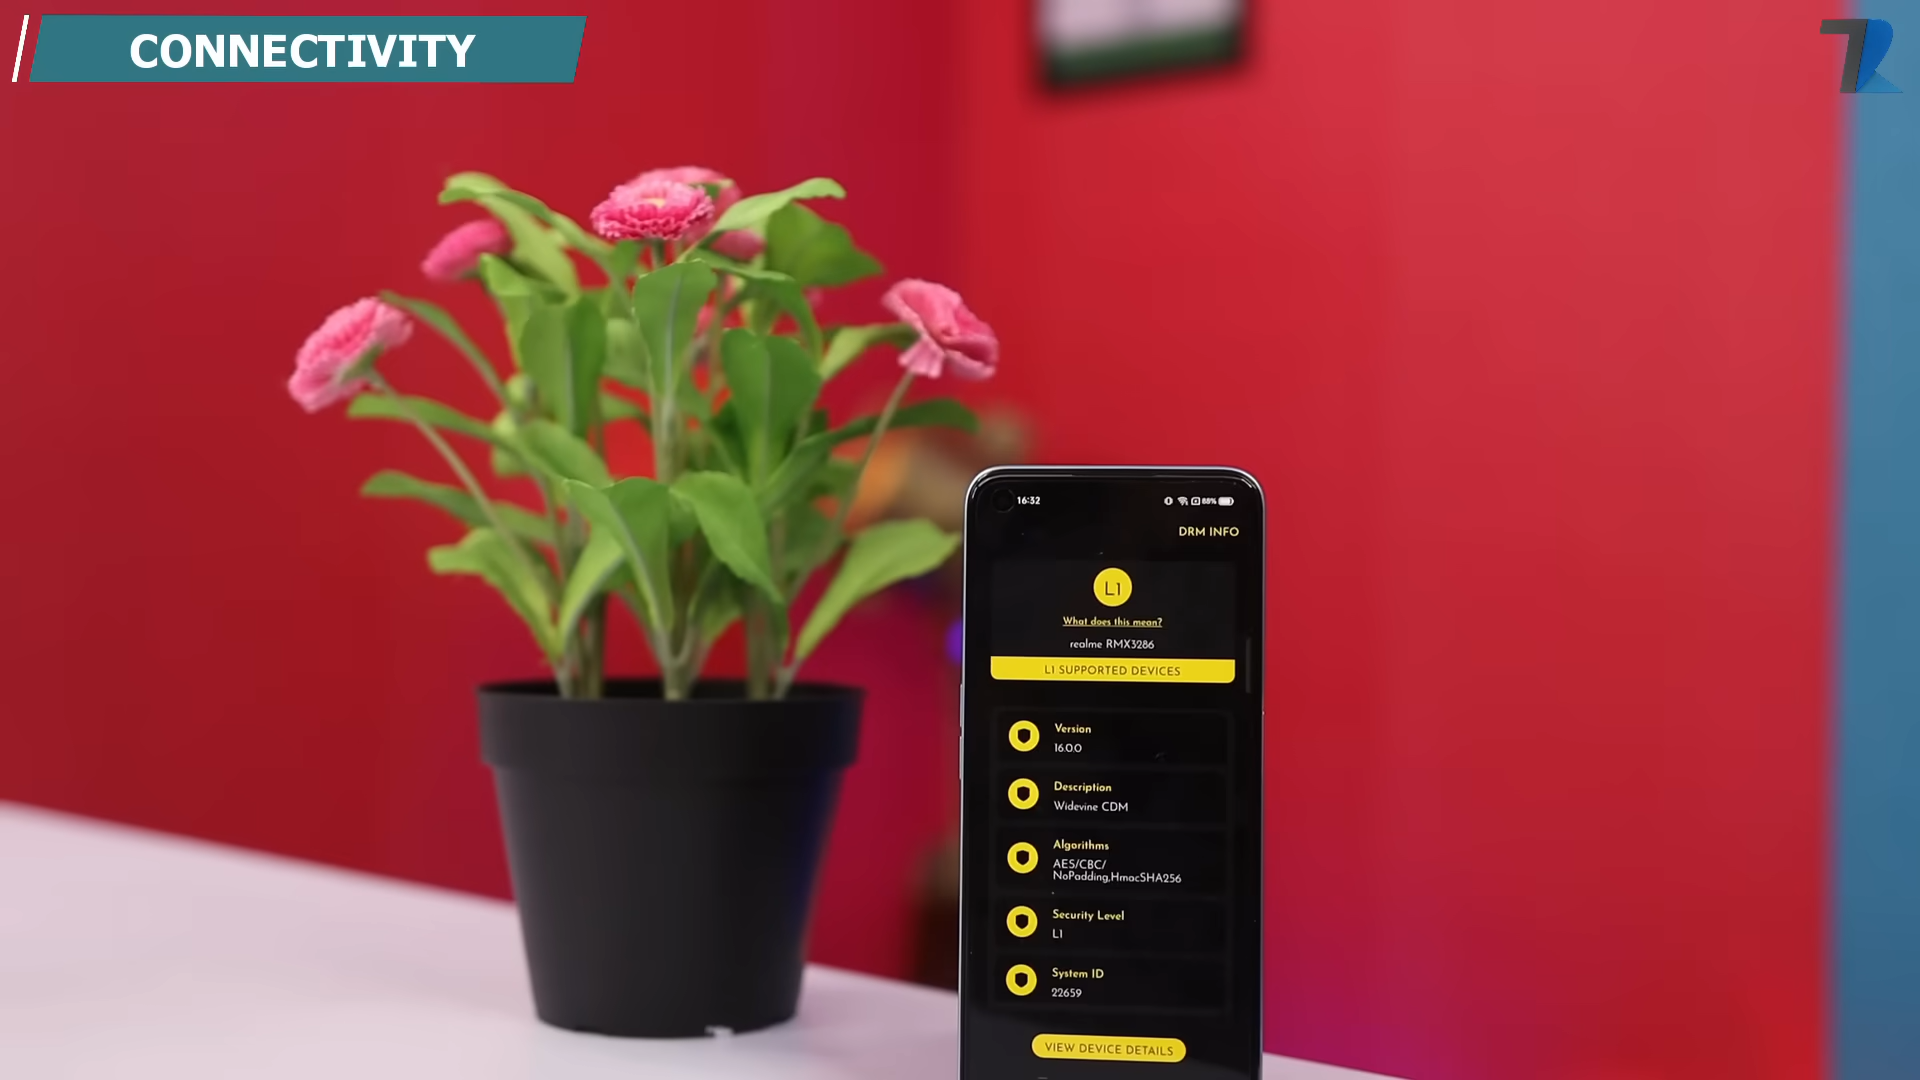 CONNECTIVITY
16:32
88%
DRM INFO
L1
What does this mean?
realme RMX3286
L1 SUPPORTED DEVICES
Version
16.0.0
Description
Widevine CDM
Algorithms
AES/CBC/
NoPadding,HmacSHA256
Security Level
L1
System ID
22659
VIEW DEVICE DETAILS